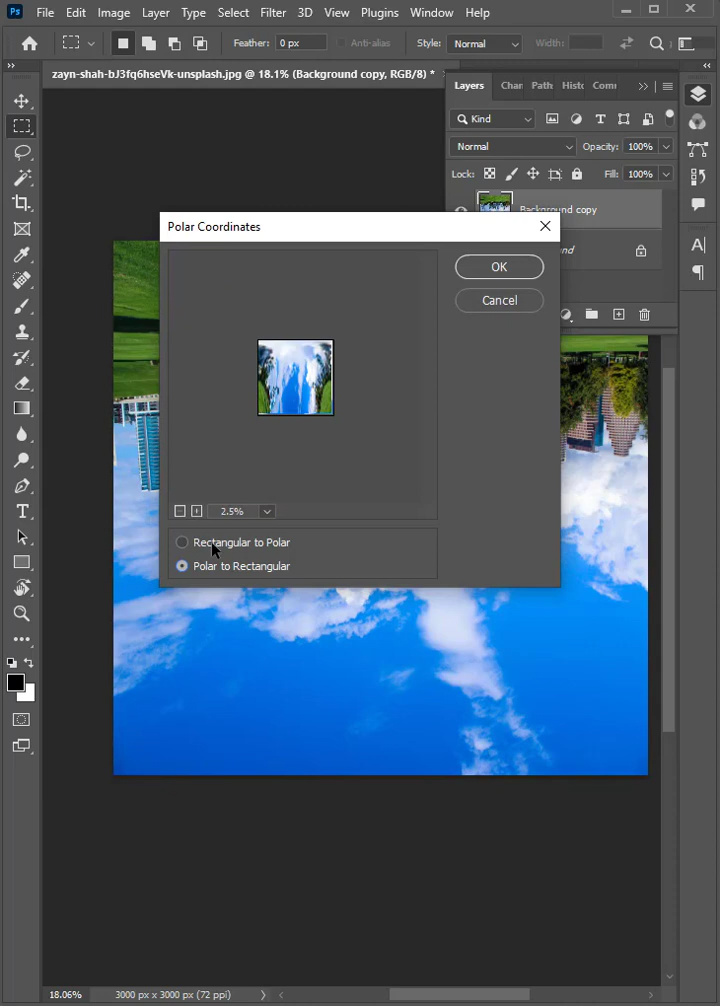 Ps File Edit Image Layer Type Select Filter 3D View Plugins Window Help
Feather: 0 px Anti-alias Style: Normal Width:
zayn-shah-bJ3fq6hseVk-unsplash.jpg @ 18.1% (Background copy, RGB/8) *
Layers Chan Path Histo Comm
Kind
Normal Opacity: 100%
Lock: Fill: 100%
Background copy
Polar Coordinates
OK
Cancel
2.5%
Rectangular to Polar
Polar to Rectangular
18.06% 3000 px x 3000 px (72 ppi)